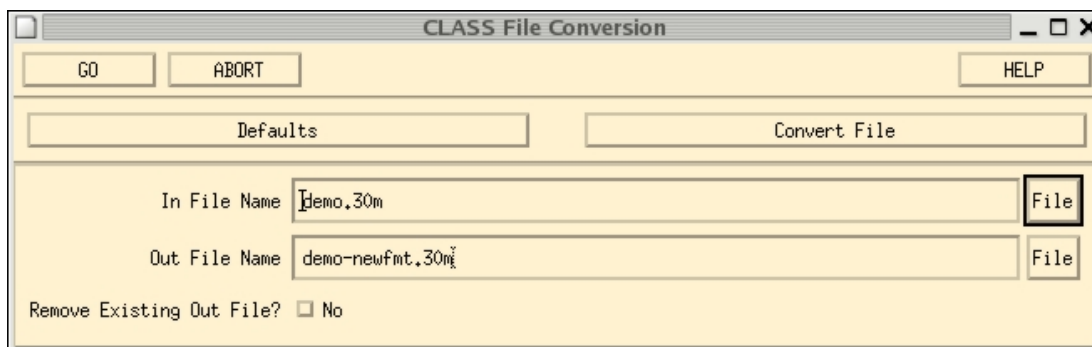 CLASS File Conversion
GO ABORT HELP
Defaults Convert File
In File Name demo.30m File
Out File Name demo-newfmt.30m File
Remove Existing Out File? No